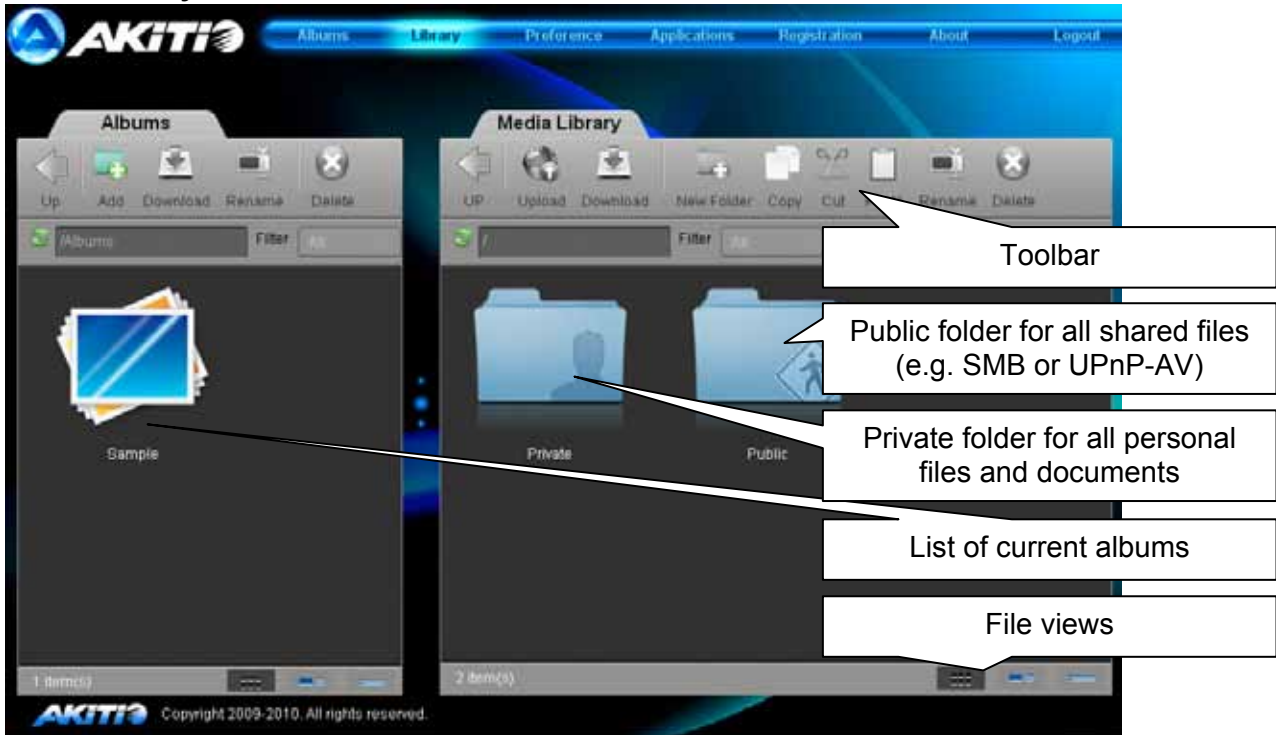 AKiTiO Albums Library Preference Applications Registration About Logout
Albums
Up Add Download Rename Delete
/Albums Filter All
Sample
1 item(s)
Media Library
UP Upload Download New Folder Copy Cut Rename Delete
/ Filter All
Private Public
2 item(s)
Toolbar
Public folder for all shared files
(e.g. SMB or UPnP-AV)
Private folder for all personal
files and documents
List of current albums
File views
AKiTiO Copyright 2009-2010. All rights reserved.